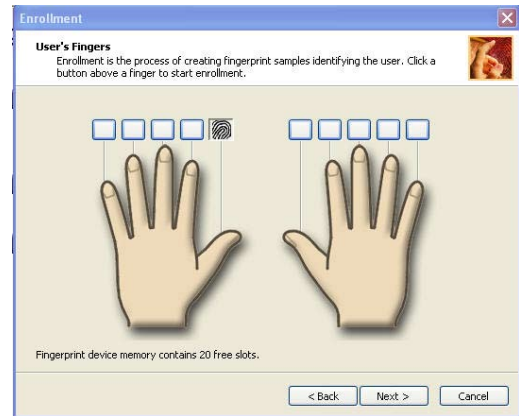 Enrollment
User's Fingers
Enrollment is the process of creating fingerprint samples identifying the user. Click a
button above a finger to start enrollment.
Fingerprint device memory contains 20 free slots.
< Back
Next >
Cancel